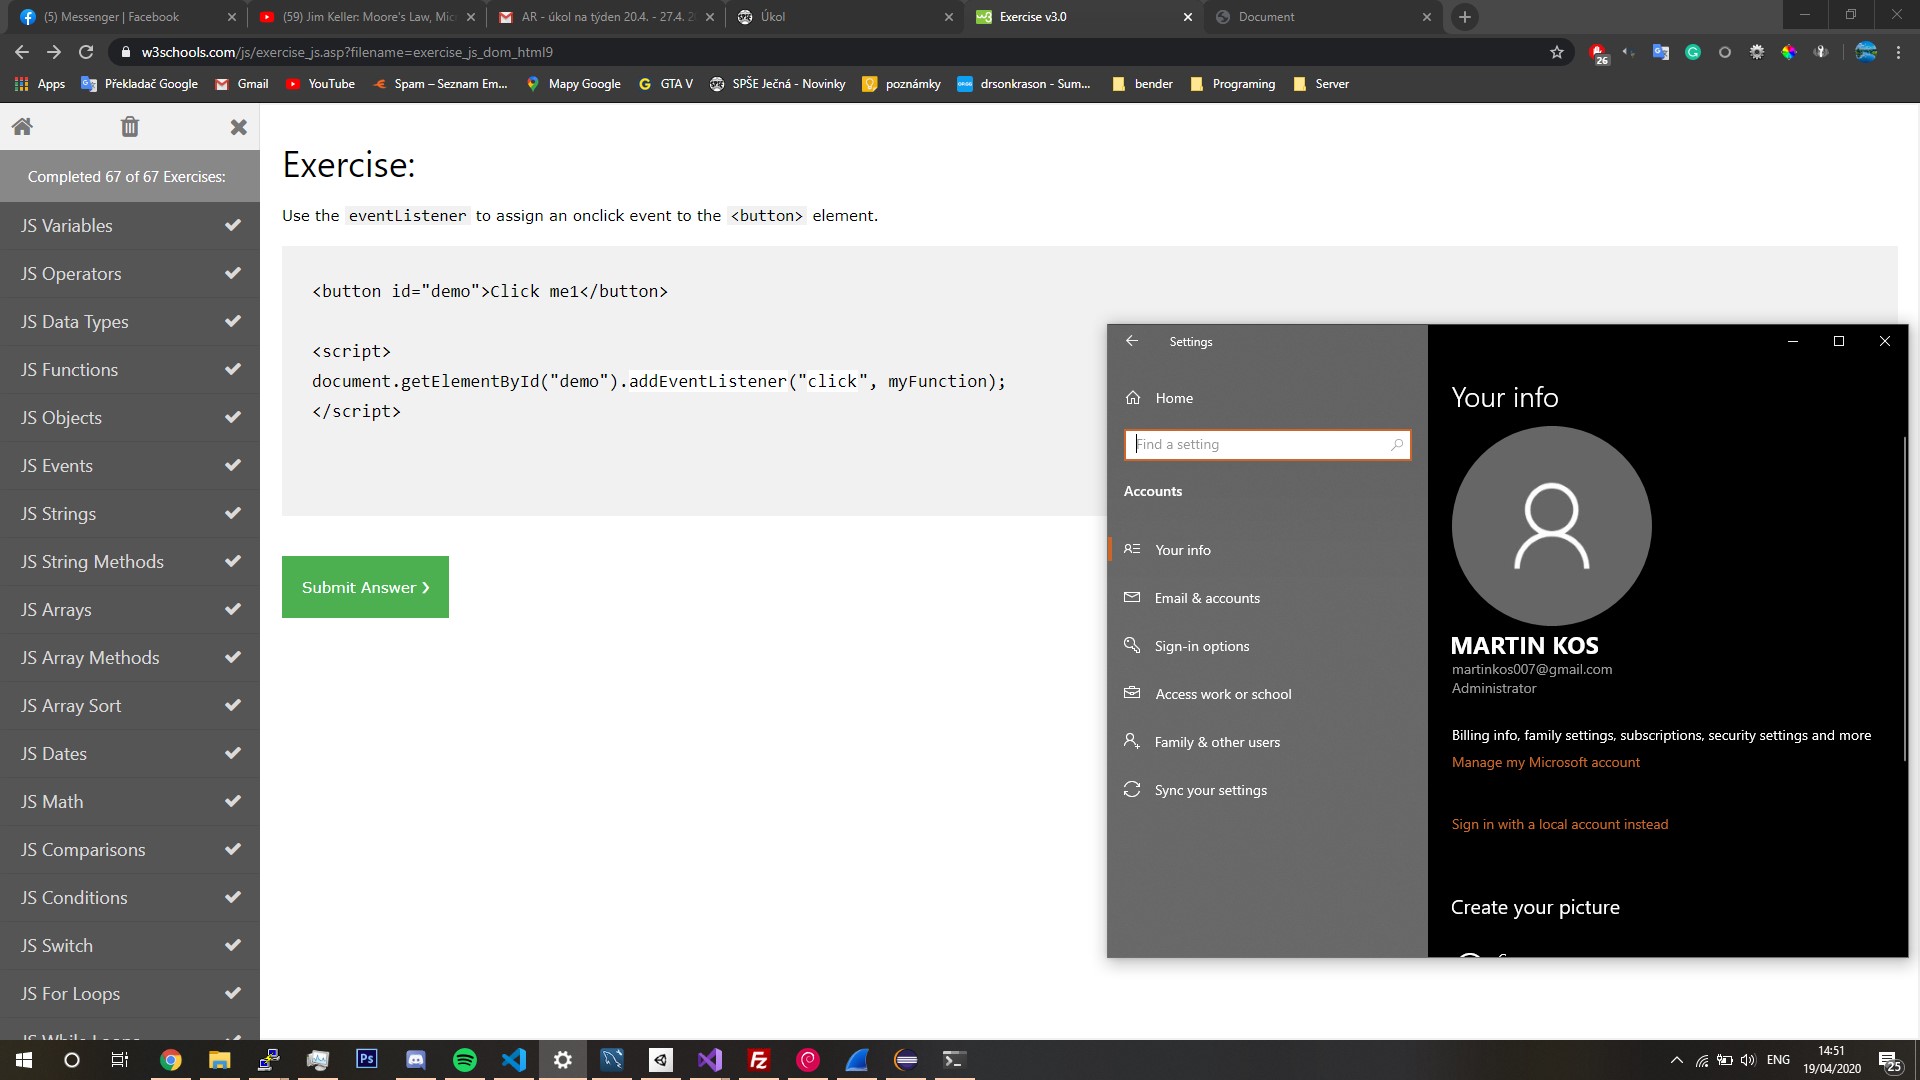 (5) Messenger | Facebook
(59) Jim Keller: Moore's Law, Mic
AR - úkol na týden 20.4. - 27.4. 2
Úkol
Exercise v3.0
Document
w3schools.com/js/exercise_js.asp?filename=exercise_js_dom_html9
26
Apps
Překladač Google
Gmail
YouTube
Spam – Seznam Em...
Mapy Google
GTA V
SPŠE Ječná - Novinky
poznámky
drsonkrason - Sum...
bender
Programing
Server
Completed 67 of 67 Exercises:
JS Variables
JS Operators
JS Data Types
JS Functions
JS Objects
JS Events
JS Strings
JS String Methods
JS Arrays
JS Array Methods
JS Array Sort
JS Dates
JS Math
JS Comparisons
JS Conditions
JS Switch
JS For Loops
JS While Loops
Exercise:
Use the eventListener to assign an onclick event to the <button> element.
<button id="demo">Click me1</button>
<script>
document.getElementById("demo").addEventListener("click", myFunction);
</script>
Submit Answer ❯
Settings
Home
Find a setting
Accounts
Your info
Email & accounts
Sign-in options
Access work or school
Family & other users
Sync your settings
Your info
MARTIN KOS
martinkos007@gmail.com
Administrator
Billing info, family settings, subscriptions, security settings and more
Manage my Microsoft account
Sign in with a local account instead
Create your picture
Ps
ENG
14:51
19/04/2020
25